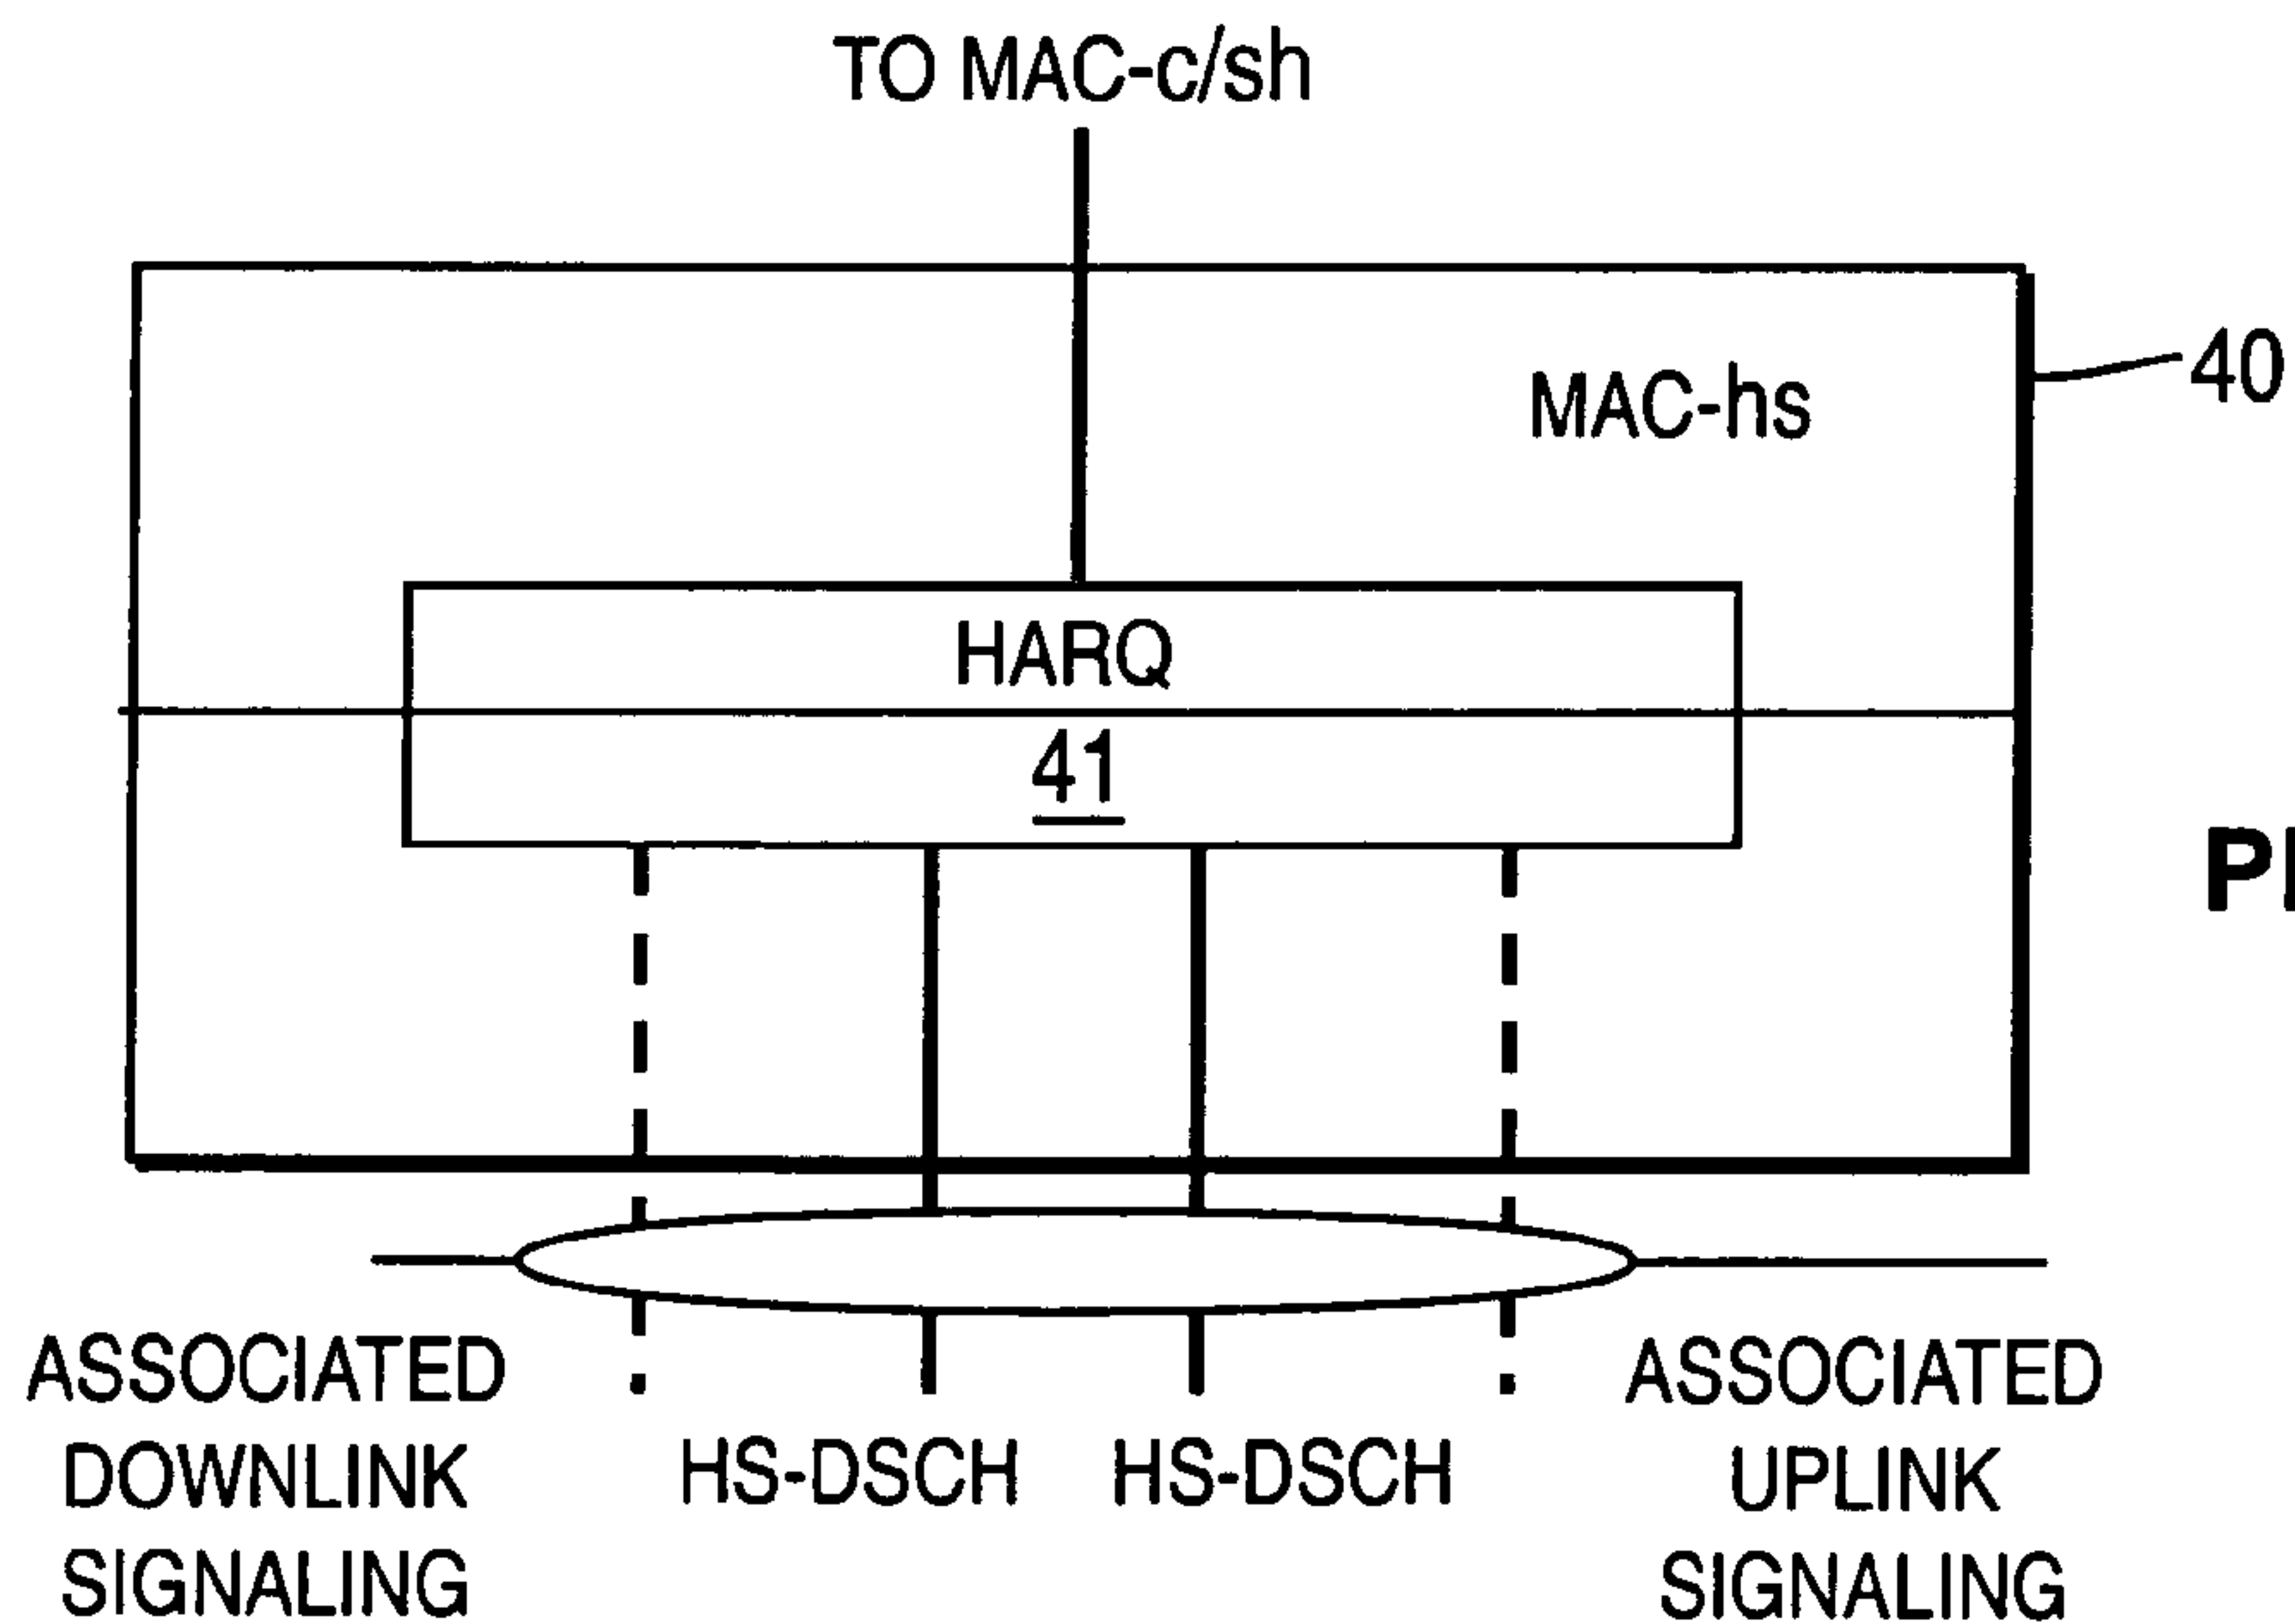 TO MAC-c/sh
MAC-hs
40
HARQ
41
ASSOCIATED
DOWNLINK
SIGNALING
HS-DSCH
HS-DSCH
ASSOCIATED
UPLINK
SIGNALING